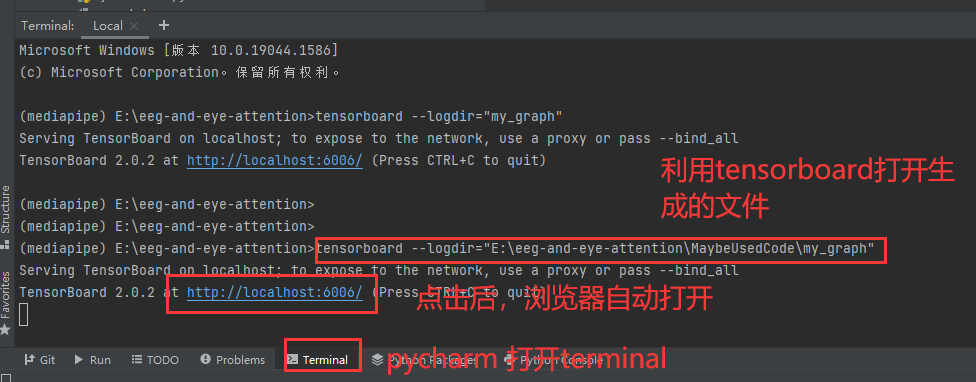 Terminal: Local × +
Microsoft Windows [版本 10.0.19044.1586]
(c) Microsoft Corporation。保留所有权利。
(mediapipe) E:\eeg-and-eye-attention>tensorboard --logdir="my_graph"
Serving TensorBoard on localhost; to expose to the network, use a proxy or pass --bind_all
TensorBoard 2.0.2 at http://localhost:6006/ (Press CTRL+C to quit)
利用tensorboard打开生
成的文件
(mediapipe) E:\eeg-and-eye-attention>
(mediapipe) E:\eeg-and-eye-attention>
(mediapipe) E:\eeg-and-eye-attention>tensorboard --logdir="E:\eeg-and-eye-attention\MaybeUsedCode\my_graph"
Serving TensorBoard on localhost; to expose to the network, use a proxy or pass --bind_all
TensorBoard 2.0.2 at http://localhost:6006/ (Press CTRL+C to quit)
点击后，浏览器自动打开
Structure
Favorites
Git Run TODO Problems Terminal Python Packages Python Console
pycharm 打开terminal